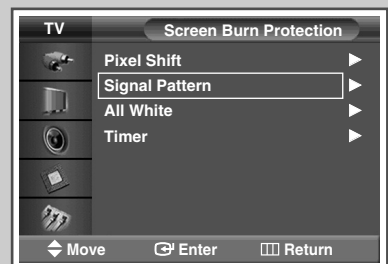 TV
Screen Burn Protection
Pixel Shift
Signal Pattern
All White
Timer
Move Enter Return